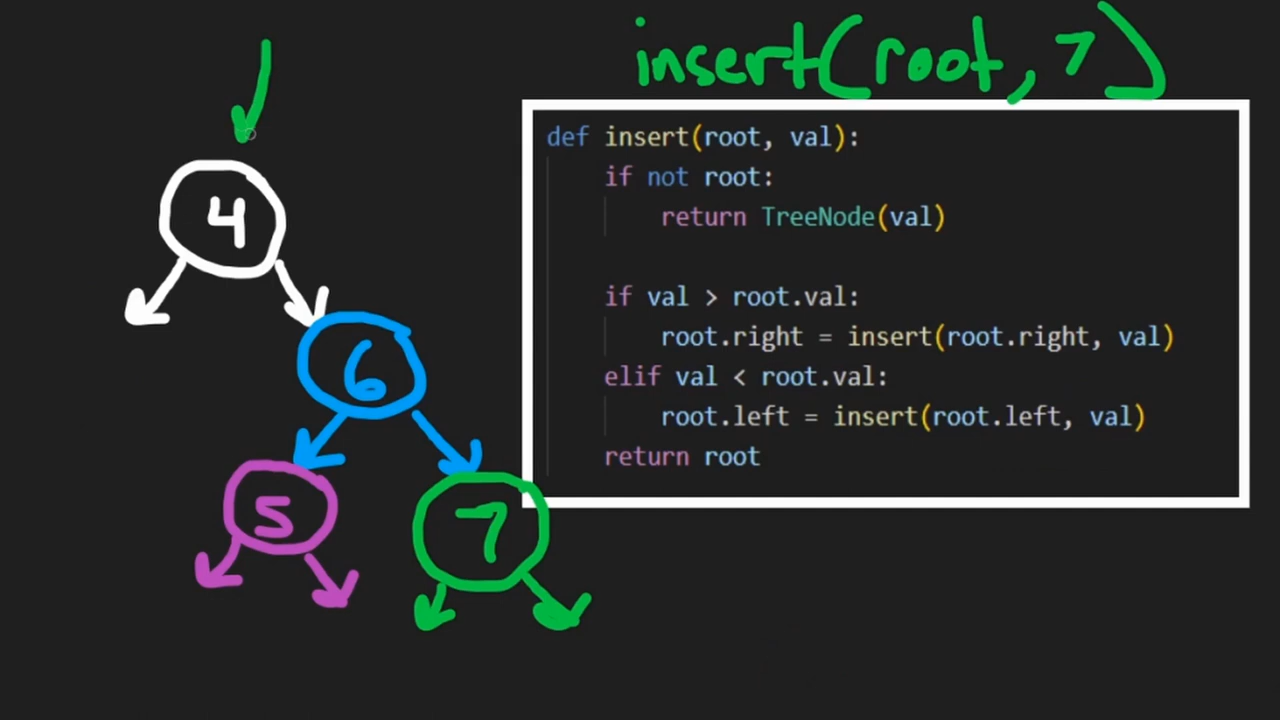 insert(root, 7)
def insert(root, val):
if not root:
return TreeNode(val)
if val > root.val:
root.right = insert(root.right, val)
elif val < root.val:
root.left = insert(root.left, val)
return root
4
6
5
7